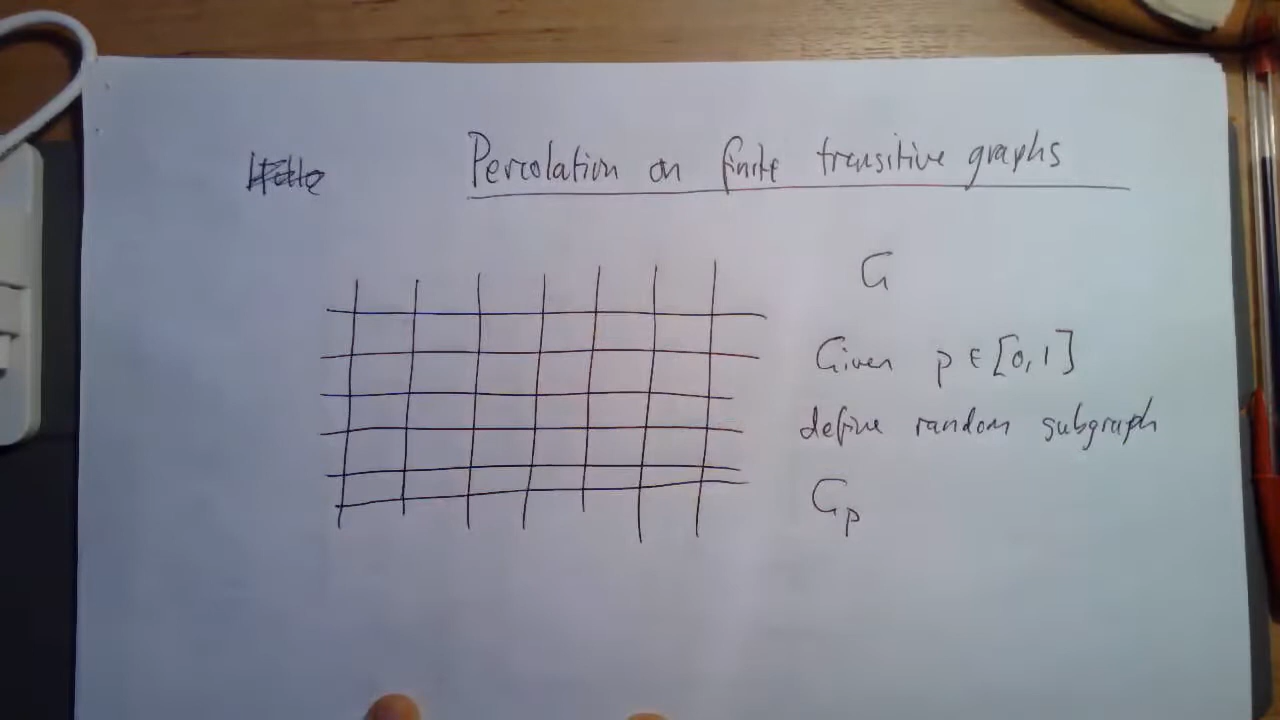 Percolation on finite transitive graphs
G
Given p ∈ [0,1]
define random subgraph
G_p